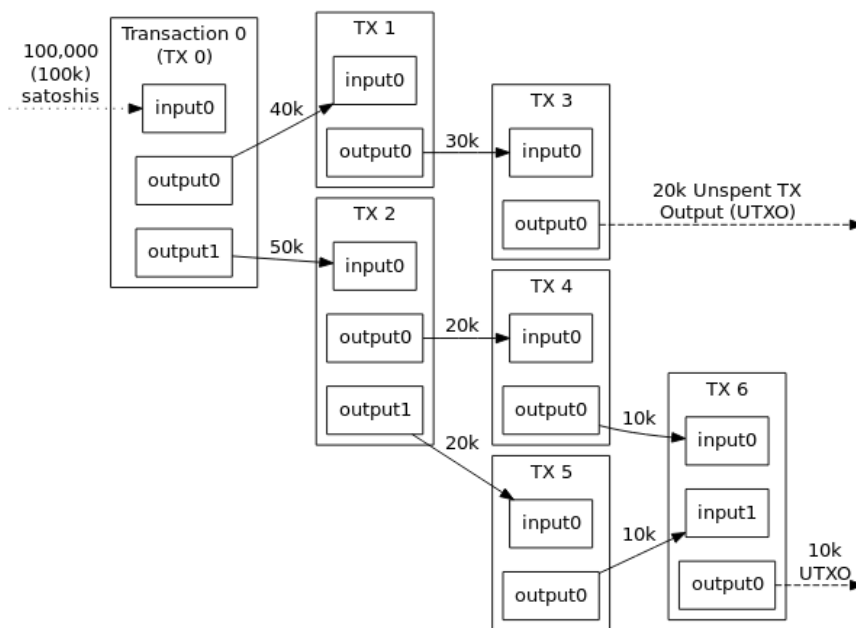 100,000
(100k)
satoshis
Transaction 0
(TX 0)
input0
output0
output1
40k
50k
TX 1
input0
output0
30k
TX 2
input0
output0
output1
20k
20k
TX 3
input0
output0
20k Unspent TX
Output (UTXO)
TX 4
input0
output0
10k
TX 5
input0
output0
10k
TX 6
input0
input1
output0
10k
UTXO